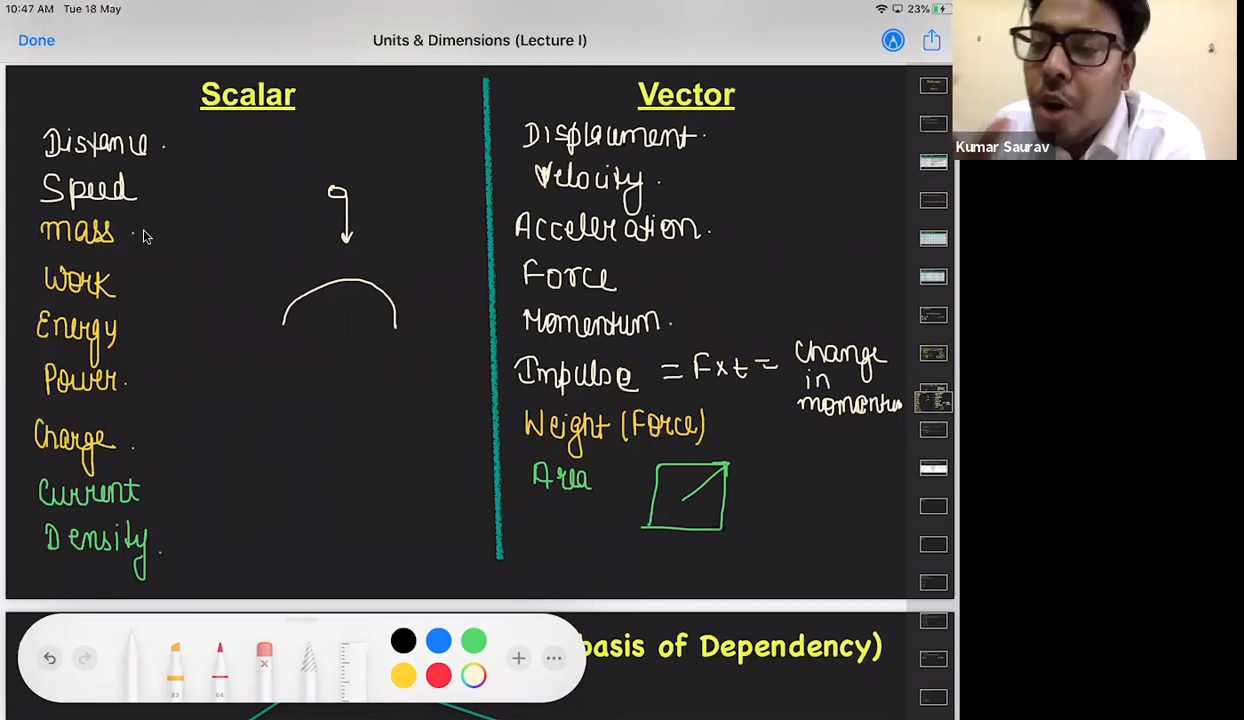 10:47 AM Tue 18 May
23%
Done
Units & Dimensions (Lecture I)
Kumar Saurav
Scalar
Distance
Speed
mass
Work
Energy
Power
Charge
Current
Density
Vector
Displacement
Velocity
Acceleration
Force
Momentum
Impulse = F x t = Change in momentum
Weight (Force)
Area
basis of Dependency)
83
64